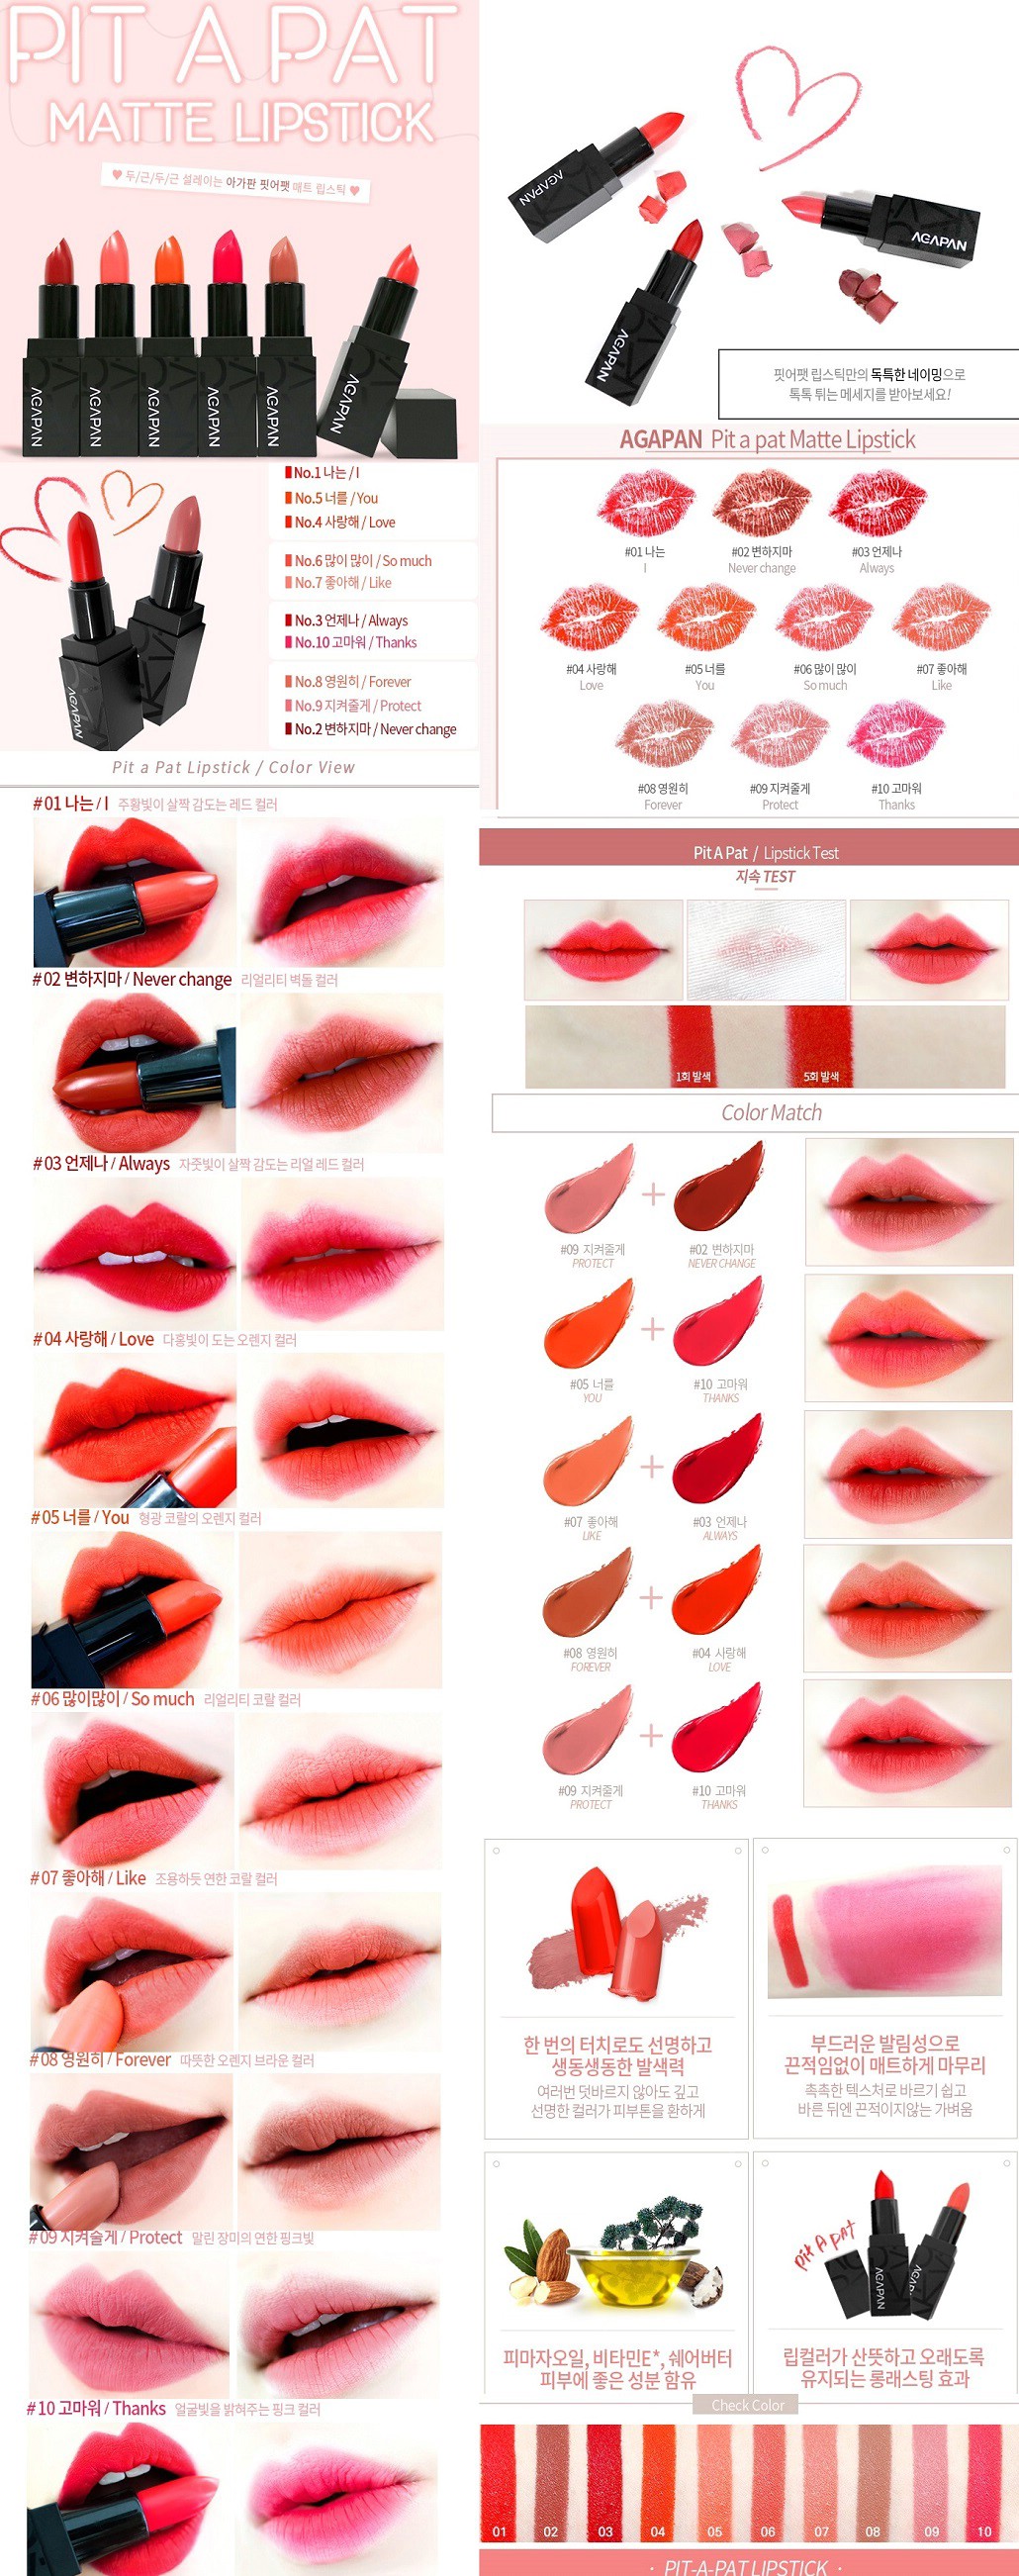 PIT A PAT
MATTE LIPSTICK
♥ 두/근/두/근 설레이는 아가판 핏어팻 매트 립스틱 ♥
AGAPAN
AGAPAN
AGAPAN
AGAPAN
AGAPAN
AGAPAN
No.1 나는 / I
No.5 너를 / You
No.4 사랑해 / Love
No.6 많이 많이 / So much
No.7 좋아해 / Like
No.3 언제나 / Always
No.10 고마워 / Thanks
No.8 영원히 / Forever
No.9 지켜줄게 / Protect
No.2 변하지마 / Never change
AGAPAN
Pit a Pat Lipstick / Color View
#01 나는 / I 주황빛이 살짝 감도는 레드 컬러
#02 변하지마 / Never change 리얼리티 벽돌 컬러
#03 언제나 / Always 자줏빛이 살짝 감도는 리얼 레드 컬러
#04 사랑해 / Love 다홍빛이 도는 오렌지 컬러
#05 너를 / You 형광 코랄의 오렌지 컬러
#06 많이많이 / So much 리얼리티 코랄 컬러
#07 좋아해 / Like 조용하듯 연한 코랄 컬러
#08 영원히 / Forever 따뜻한 오렌지 브라운 컬러
#09 지켜줄게 / Protect 말린 장미의 연한 핑크빛
#10 고마워 / Thanks 얼굴빛을 밝혀주는 핑크 컬러
AGAPAN
AGAPAN
AGAPAN
핏어팻 립스틱만의 독특한 네이밍으로
톡톡 튀는 메세지를 받아보세요!
AGAPAN Pit a pat Matte Lipstick
#01 나는 #02 변하지마 #03 언제나
I Never change Always
#04 사랑해 #05 너를 #06 많이 많이 #07 좋아해
Love You So much Like
#08 영원히 #09 지켜줄게 #10 고마워
Forever Protect Thanks
Pit A Pat / Lipstick Test
지속 TEST
1회 발색 5회 발색
Color Match
#09 지켜줄게 #02 변하지마
PROTECT NEVER CHANGE
#05 너를 #10 고마워
YOU THANKS
#07 좋아해 #03 언제나
LIKE ALWAYS
#08 영원히 #04 사랑해
FOREVER LOVE
#09 지켜줄게 #10 고마워
PROTECT THANKS
한 번의 터치로도 선명하고
생동생동한 발색력
여러번 덧바르지 않아도 깊고
선명한 컬러가 피부톤을 환하게
부드러운 발림성으로
끈적임없이 매트하게 마무리
촉촉한 텍스처로 바르기 쉽고
바른 뒤엔 끈적이지않는 가벼움
피마자오일, 비타민E*, 쉐어버터
피부에 좋은 성분 함유
Pit A pat
AGAPAN
AGAPAN
립컬러가 산뜻하고 오래도록
유지되는 롱래스팅 효과
Check Color
01 02 03 04 05 06 07 08 09 10
· PIT-A-PAT LIPSTICK ·